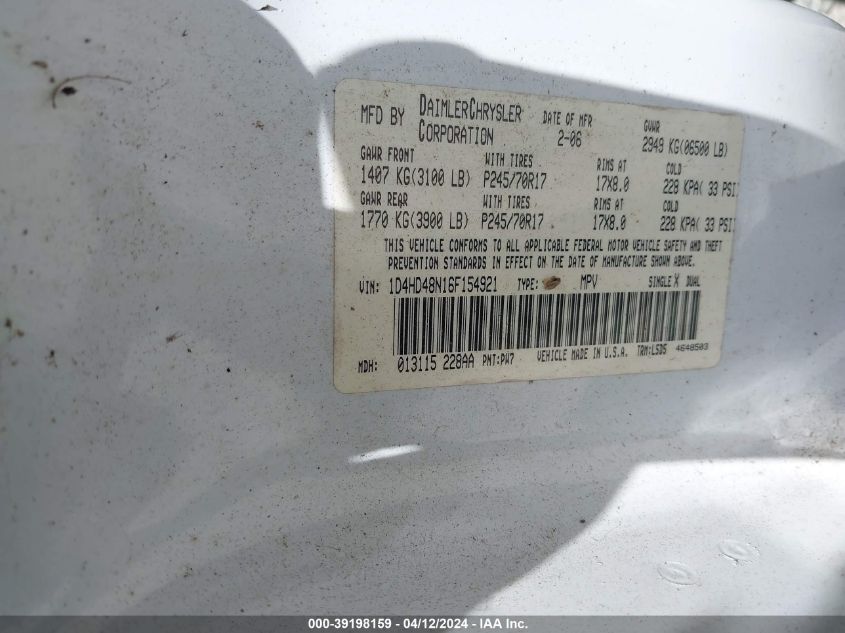 MFD BY DAIMLERCHRYSLER CORPORATION
DATE OF MFR 2-06
GVWR 2949 KG(06500 LB)
GAWR FRONT WITH TIRES RIMS AT COLD
1407 KG(3100 LB) P245/70R17 17X8.0 228 KPA( 33 PSI)
GAWR REAR WITH TIRES RIMS AT COLD
1770 KG(3900 LB) P245/70R17 17X8.0 228 KPA( 33 PSI)
THIS VEHICLE CONFORMS TO ALL APPLICABLE FEDERAL MOTOR VEHICLE SAFETY AND THEFT
PREVENTION STANDARDS IN EFFECT ON THE DATE OF MANUFACTURE SHOWN ABOVE.
VIN: 1D4HD48N16F154921 TYPE: MPV SINGLE X DUAL
MDH: 013115 228AA PNT:PW7 VEHICLE MADE IN U.S.A. TRM:L5D5 4648503
000-39198159 - 04/12/2024 - IAA Inc.